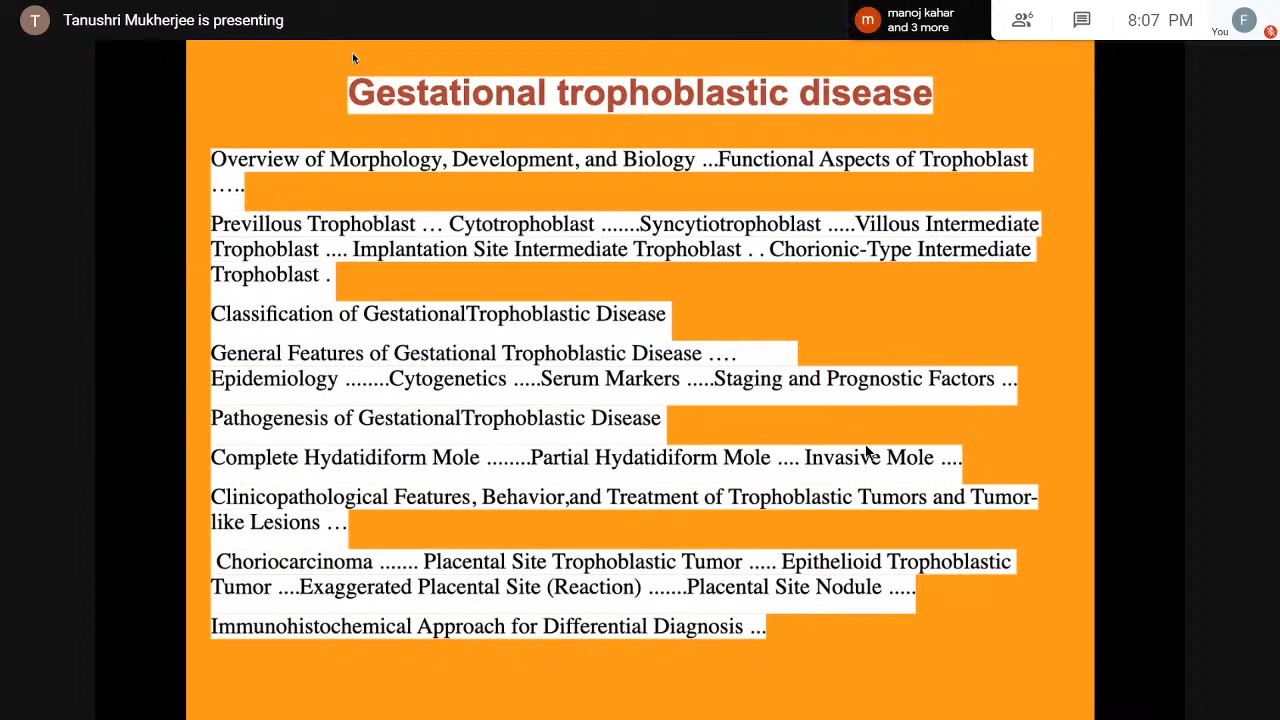 T Tanushri Mukherjee is presenting
m manoj kahar
and 3 more
6
8:07 PM
You F
Gestational trophoblastic disease
Overview of Morphology, Development, and Biology ...Functional Aspects of Trophoblast
…..
Previllous Trophoblast … Cytotrophoblast .......Syncytiotrophoblast .....Villous Intermediate
Trophoblast .... Implantation Site Intermediate Trophoblast . . Chorionic-Type Intermediate
Trophoblast .
Classification of GestationalTrophoblastic Disease
General Features of Gestational Trophoblastic Disease ….
Epidemiology ........Cytogenetics .....Serum Markers .....Staging and Prognostic Factors ...
Pathogenesis of GestationalTrophoblastic Disease
Complete Hydatidiform Mole ........Partial Hydatidiform Mole .... Invasive Mole ....
Clinicopathological Features, Behavior,and Treatment of Trophoblastic Tumors and Tumor-
like Lesions …
Choriocarcinoma ....... Placental Site Trophoblastic Tumor ..... Epithelioid Trophoblastic
Tumor ....Exaggerated Placental Site (Reaction) .......Placental Site Nodule .....
Immunohistochemical Approach for Differential Diagnosis ...